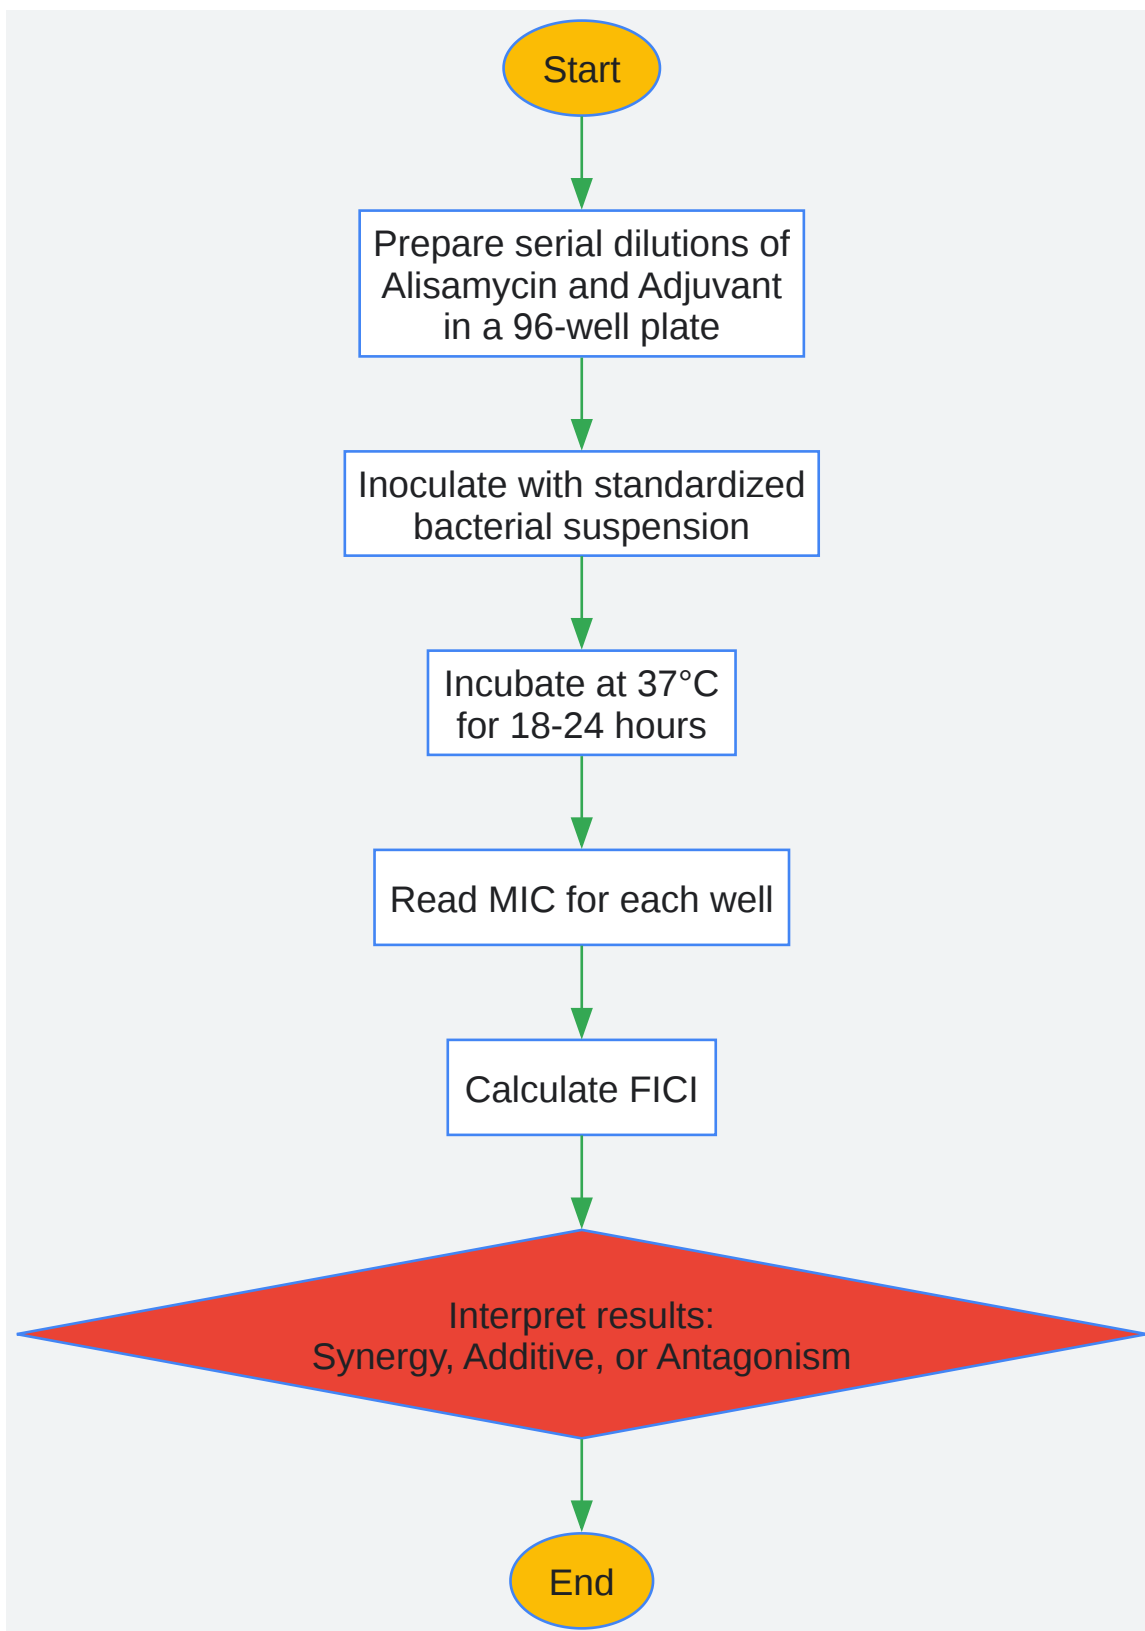 Start
Prepare serial dilutions of
Alisamycin and Adjuvant
in a 96-well plate
Inoculate with standardized
bacterial suspension
Incubate at 37°C
for 18-24 hours
Read MIC for each well
Calculate FICI
Interpret results:
Synergy, Additive, or Antagonism
End